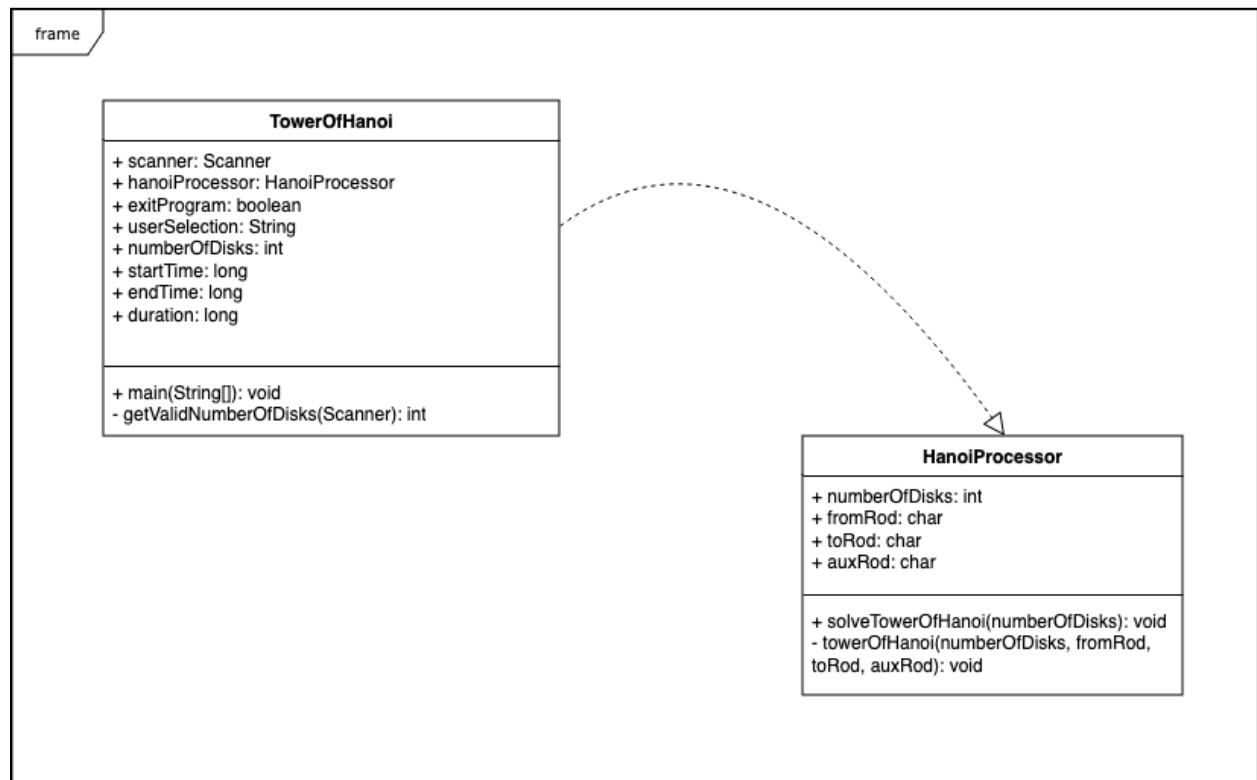 frame
TowerOfHanoi
+ scanner: Scanner
+ hanoiProcessor: HanoiProcessor
+ exitProgram: boolean
+ userSelection: String
+ numberOfDisks: int
+ startTime: long
+ endTime: long
+ duration: long
+ main(String[]): void
- getValidNumberOfDisks(Scanner): int
HanoiProcessor
+ numberOfDisks: int
+ fromRod: char
+ toRod: char
+ auxRod: char
+ solveTowerOfHanoi(numberOfDisks): void
- towerOfHanoi(numberOfDisks, fromRod,
toRod, auxRod): void